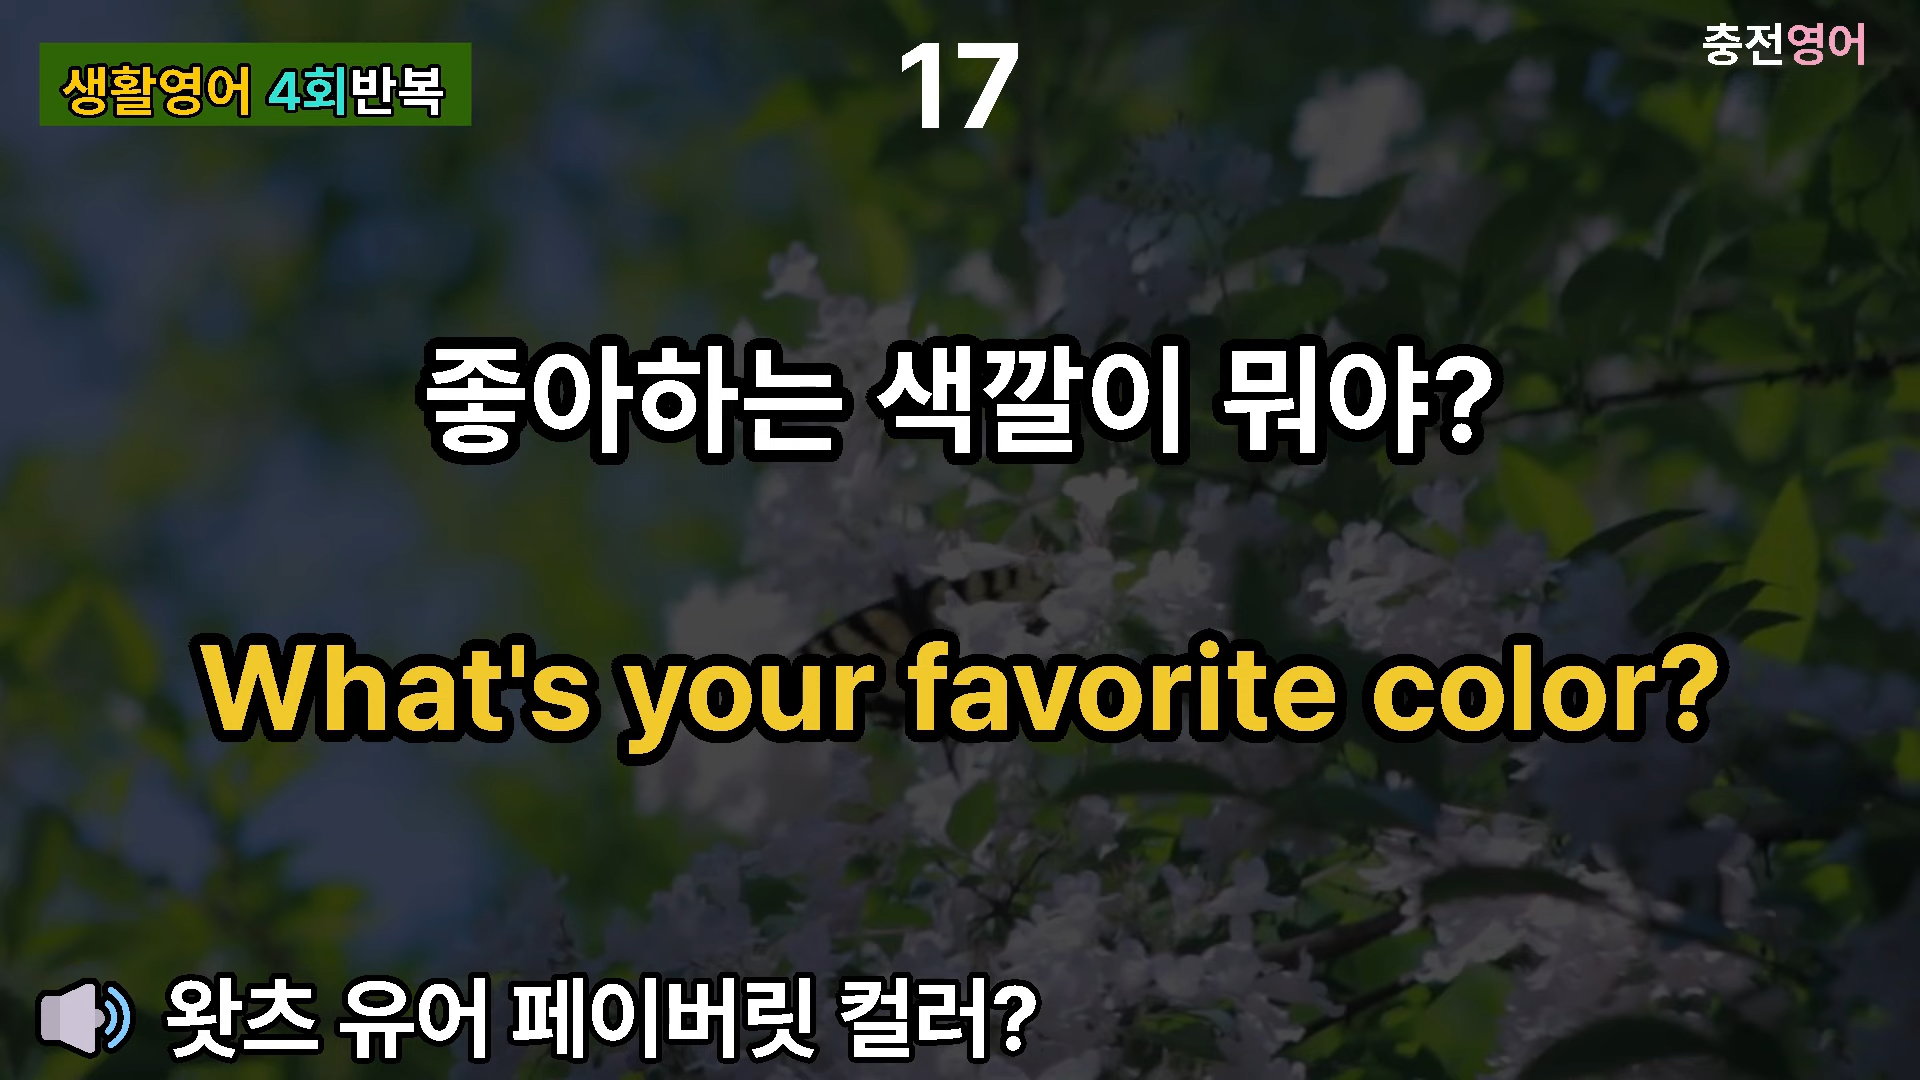 생활영어 4회반복
17
충전영어
좋아하는 색깔이 뭐야?
What's your favorite color?
왓츠 유어 페이버릿 컬러?